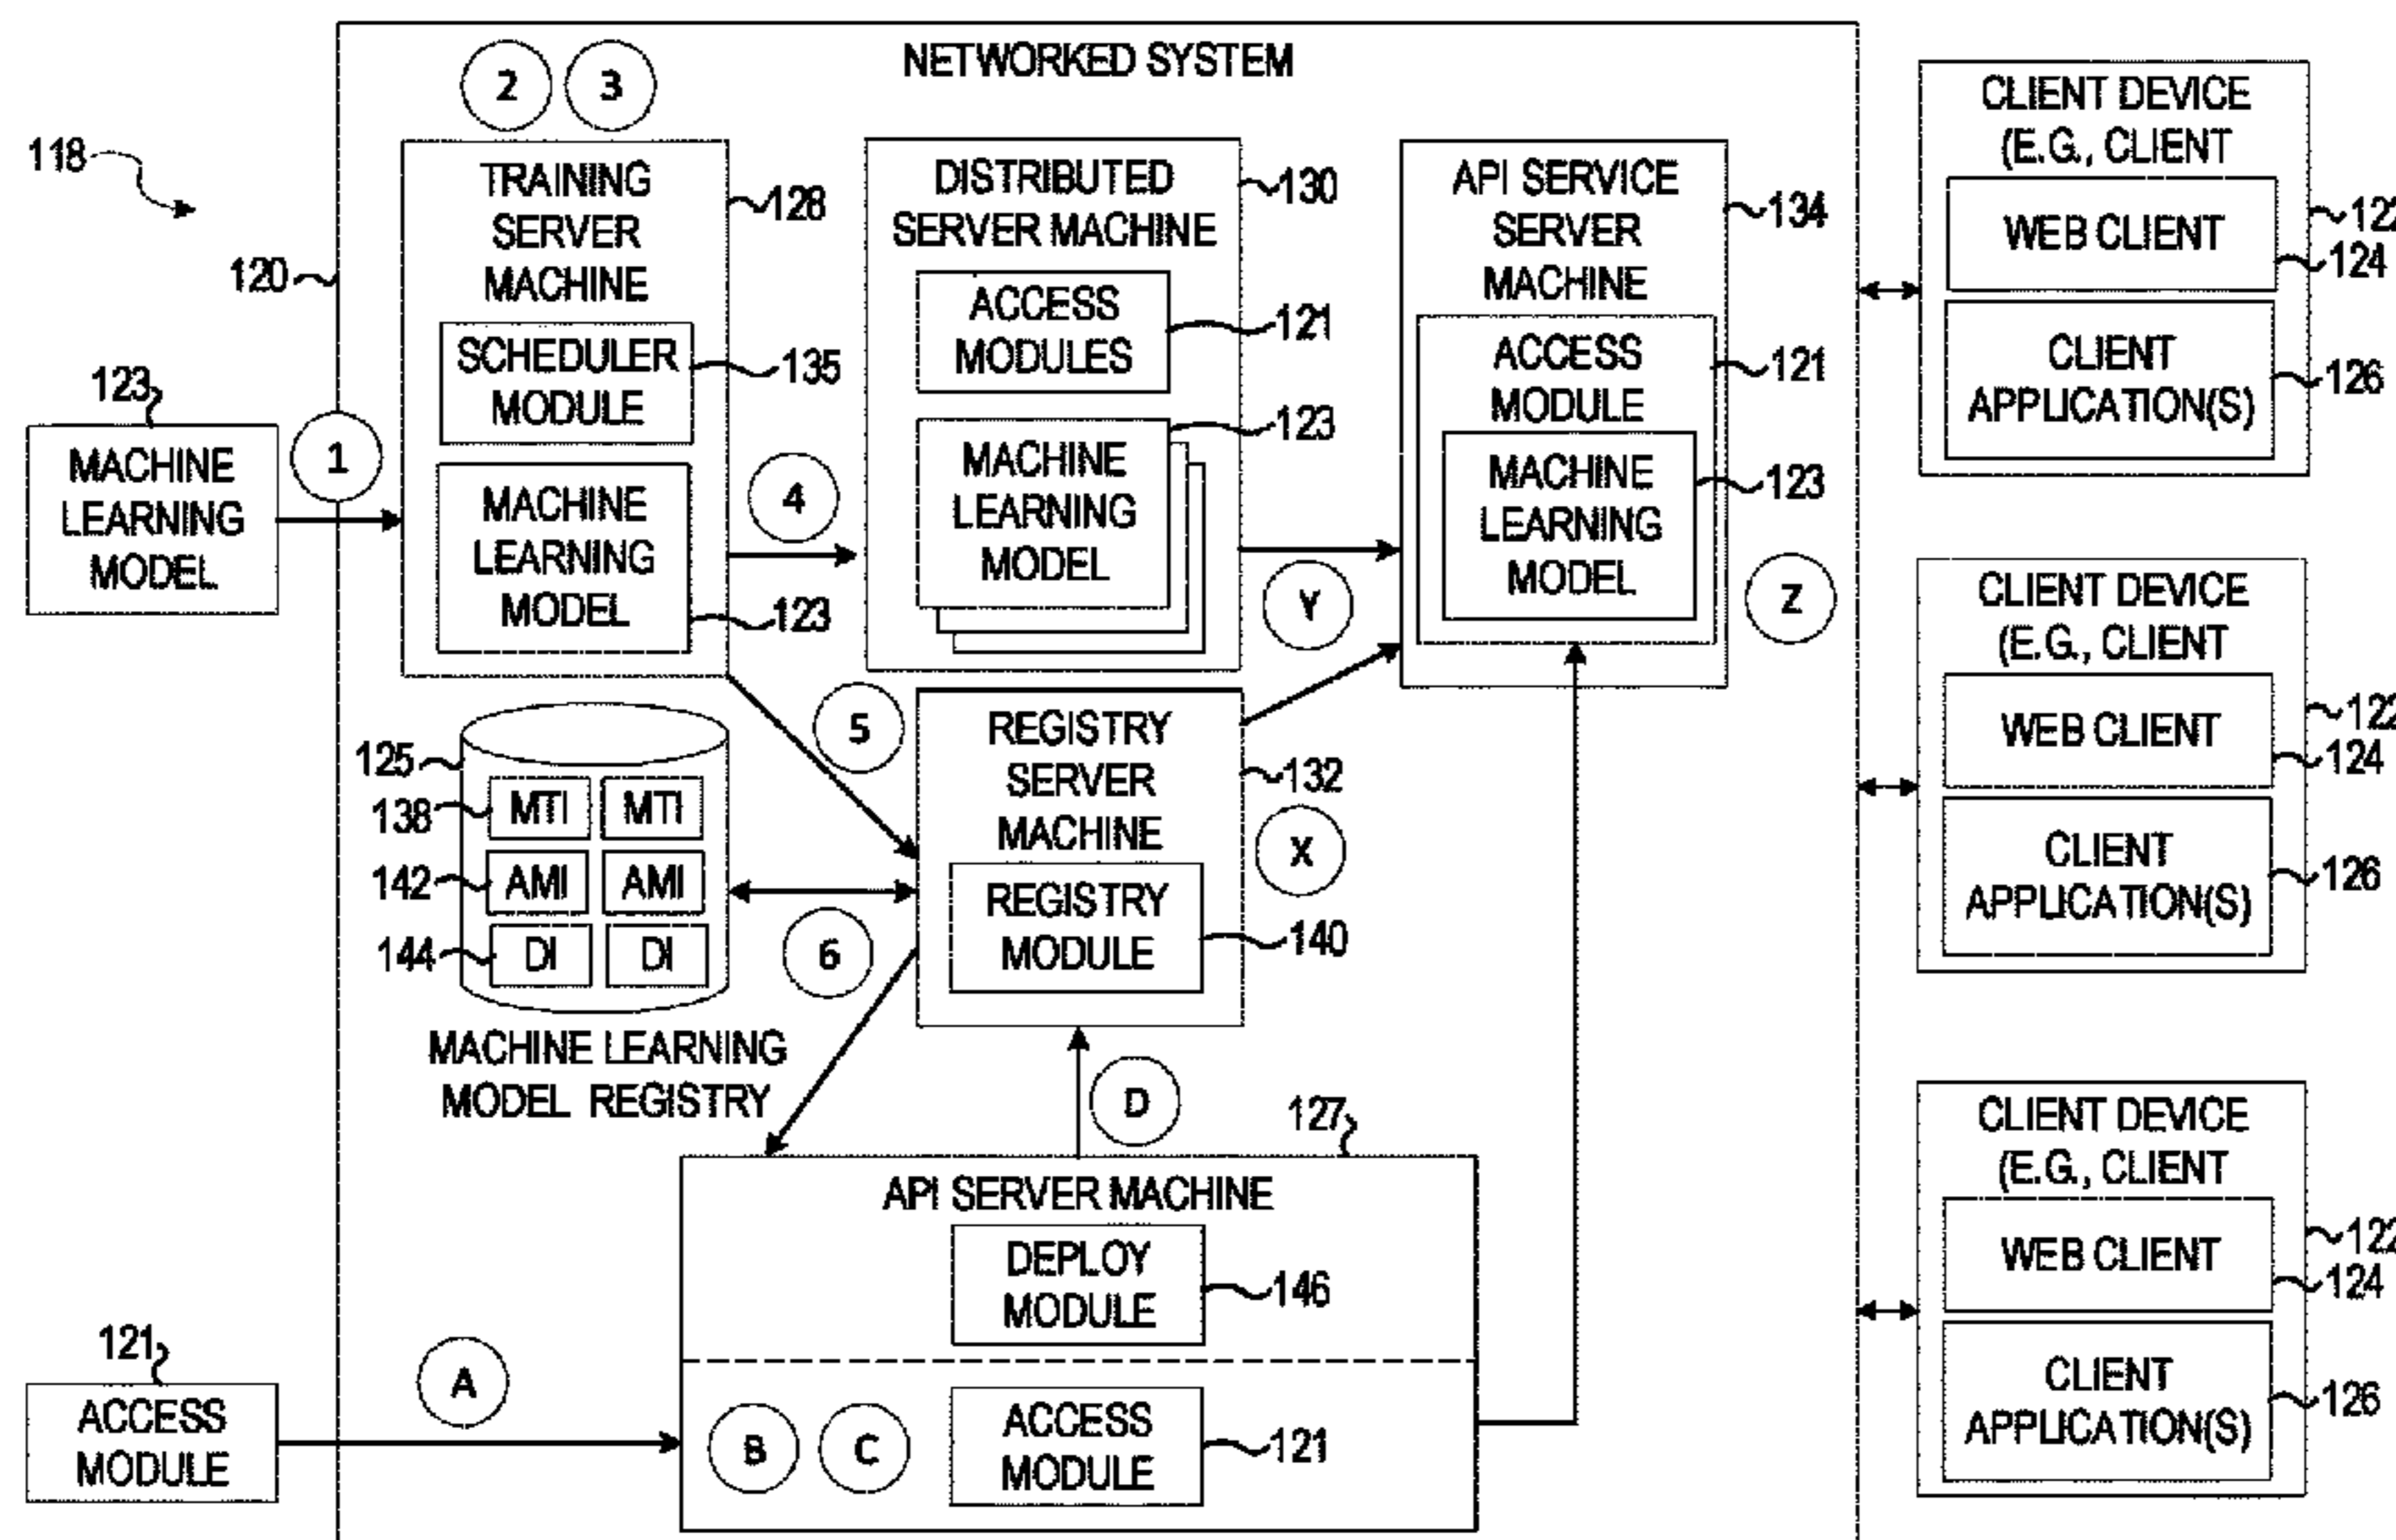 NETWORKED SYSTEM
118
120
2
3
TRAINING
SERVER
MACHINE
128
SCHEDULER
MODULE
135
MACHINE
LEARNING
MODEL
123
123
MACHINE
LEARNING
MODEL
1
4
DISTRIBUTED
SERVER MACHINE
130
ACCESS
MODULES
121
123
MACHINE
LEARNING
MODEL
Y
API SERVICE
SERVER
MACHINE
134
ACCESS
MODULE
121
MACHINE
LEARNING
MODEL
123
Z
5
125
138
MTI
MTI
142
AMI
AMI
144
DI
DI
MACHINE LEARNING
MODEL REGISTRY
6
REGISTRY
SERVER
MACHINE
132
X
REGISTRY
MODULE
140
D
127
API SERVER MACHINE
DEPLOY
MODULE
146
121
ACCESS
MODULE
A
B
C
ACCESS
MODULE
121
CLIENT DEVICE
(E.G., CLIENT
122
WEB CLIENT
124
CLIENT
APPLICATION(S)
126
CLIENT DEVICE
(E.G., CLIENT
122
WEB CLIENT
124
CLIENT
APPLICATION(S)
126
CLIENT DEVICE
(E.G., CLIENT
122
WEB CLIENT
124
CLIENT
APPLICATION(S)
126